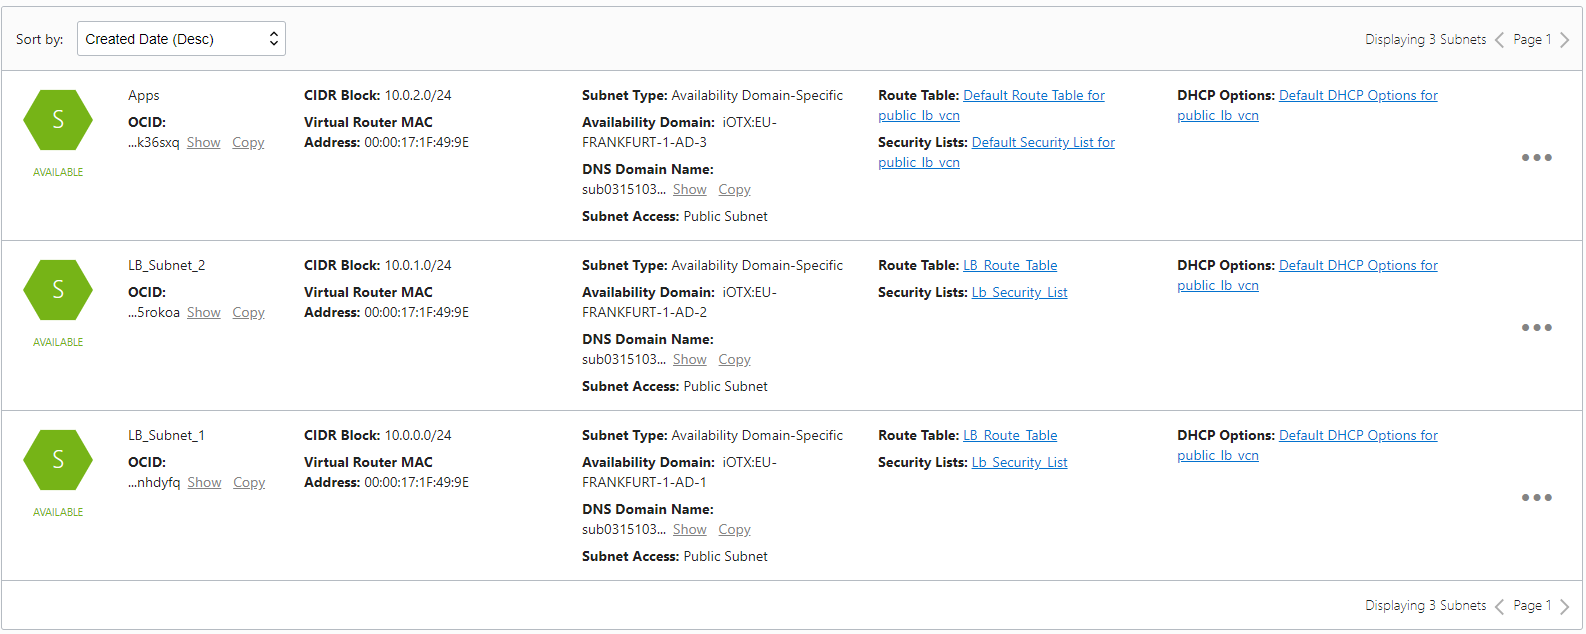 Sort by: Created Date (Desc) Displaying 3 Subnets Page 1
S
AVAILABLE
Apps
OCID:
...k36sxq Show Copy
CIDR Block: 10.0.2.0/24
Virtual Router MAC
Address: 00:00:17:1F:49:9E
Subnet Type: Availability Domain-Specific
Availability Domain: iOTX:EU-
FRANKFURT-1-AD-3
DNS Domain Name:
sub0315103... Show Copy
Subnet Access: Public Subnet
Route Table: Default Route Table for
public_lb_vcn
Security Lists: Default Security List for
public_lb_vcn
DHCP Options: Default DHCP Options for
public_lb_vcn
S
AVAILABLE
LB_Subnet_2
OCID:
...5rokoa Show Copy
CIDR Block: 10.0.1.0/24
Virtual Router MAC
Address: 00:00:17:1F:49:9E
Subnet Type: Availability Domain-Specific
Availability Domain: iOTX:EU-
FRANKFURT-1-AD-2
DNS Domain Name:
sub0315103... Show Copy
Subnet Access: Public Subnet
Route Table: LB_Route_Table
Security Lists: Lb_Security_List
DHCP Options: Default DHCP Options for
public_lb_vcn
S
AVAILABLE
LB_Subnet_1
OCID:
...nhdyfq Show Copy
CIDR Block: 10.0.0.0/24
Virtual Router MAC
Address: 00:00:17:1F:49:9E
Subnet Type: Availability Domain-Specific
Availability Domain: iOTX:EU-
FRANKFURT-1-AD-1
DNS Domain Name:
sub0315103... Show Copy
Subnet Access: Public Subnet
Route Table: LB_Route_Table
Security Lists: Lb_Security_List
DHCP Options: Default DHCP Options for
public_lb_vcn
Displaying 3 Subnets Page 1